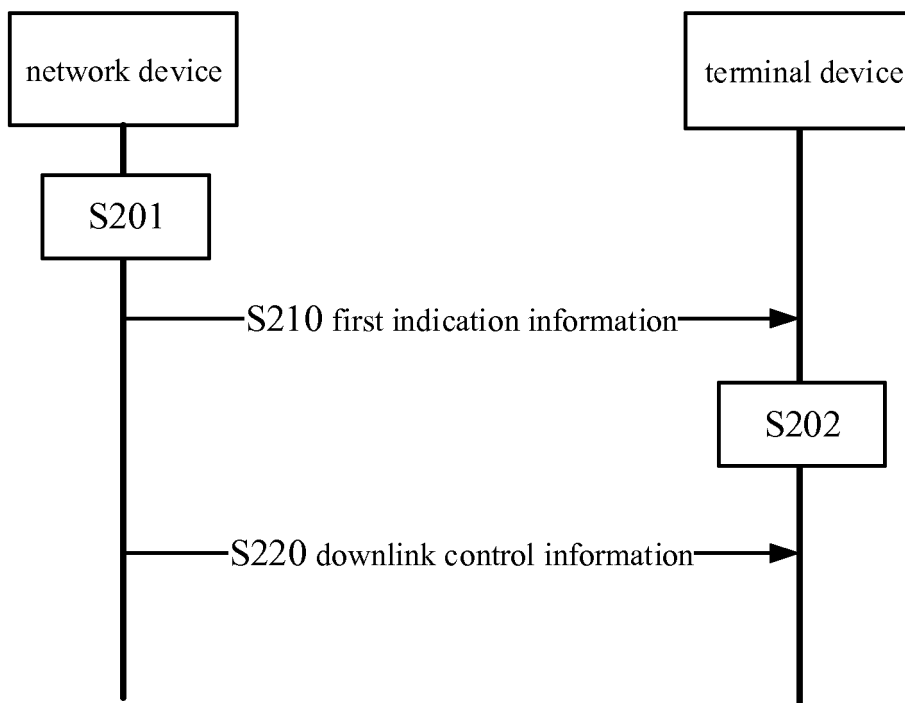 network device
terminal device
S201
S210 first indication information
S202
S220 downlink control information